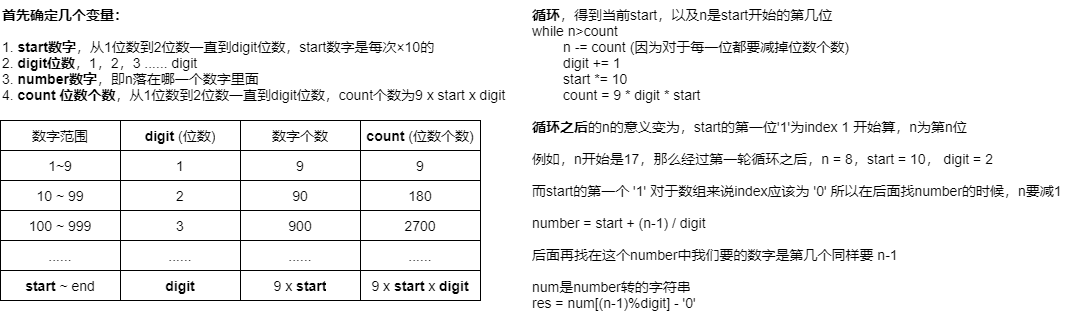 首先确定几个变量：
1. start数字，从1位数到2位数一直到digit位数，start数字是每次×10的
2. digit位数，1，2，3 ...... digit
3. number数字，即n落在哪一个数字里面
4. count 位数个数，从1位数到2位数一直到digit位数，count个数为9 x start x digit
数字范围 digit (位数) 数字个数 count (位数个数)
1~9 1 9 9
10 ~ 99 2 90 180
100 ~ 999 3 900 2700
...... ...... ...... ......
start ~ end digit 9 x start 9 x start x digit
循环，得到当前start，以及n是start开始的第几位
while n>count
n -= count (因为对于每一位都要减掉位数个数)
digit += 1
start *= 10
count = 9 * digit * start
循环之后的n的意义变为，start的第一位'1'为index 1 开始算，n为第n位
例如，n开始是17，那么经过第一轮循环之后，n = 8，start = 10， digit = 2
而start的第一个 '1' 对于数组来说index应该为 '0' 所以在后面找number的时候，n要减1
number = start + (n-1) / digit
后面再找在这个number中我们要的数字是第几个同样要 n-1
num是number转的字符串
res = num[(n-1)%digit] - '0'